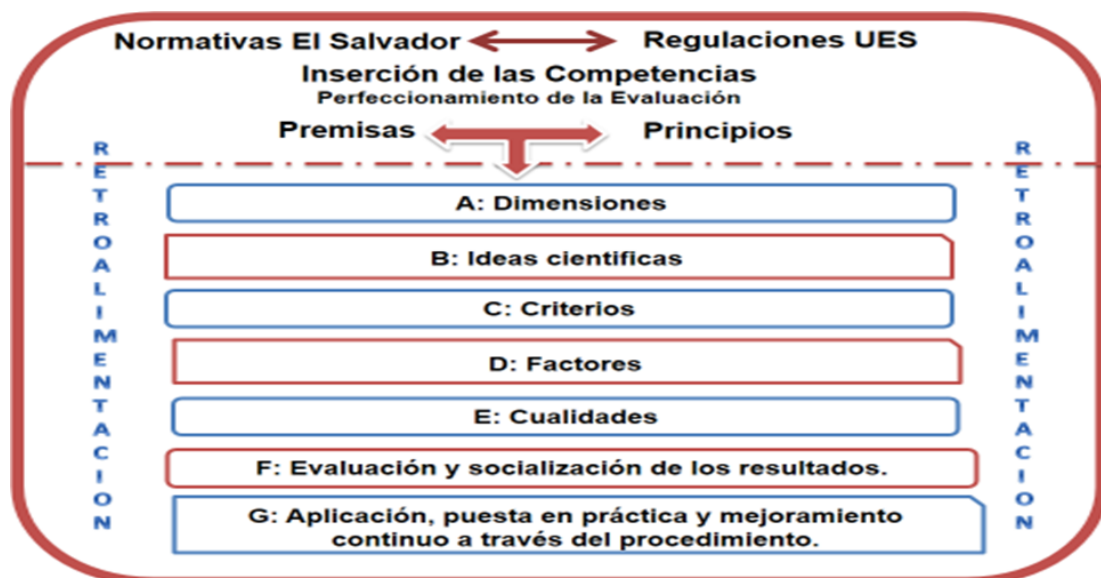 Normativas El Salvador Regulaciones UES
Inserción de las Competencias
Perfeccionamiento de la Evaluación
Premisas Principios
RETROALIMENTACION
A: Dimensiones
B: Ideas cientificas
C: Criterios
D: Factores
E: Cualidades
F: Evaluación y socialización de los resultados.
G: Aplicación, puesta en práctica y mejoramiento
continuo a través del procedimiento.
RETROALIMENTACION